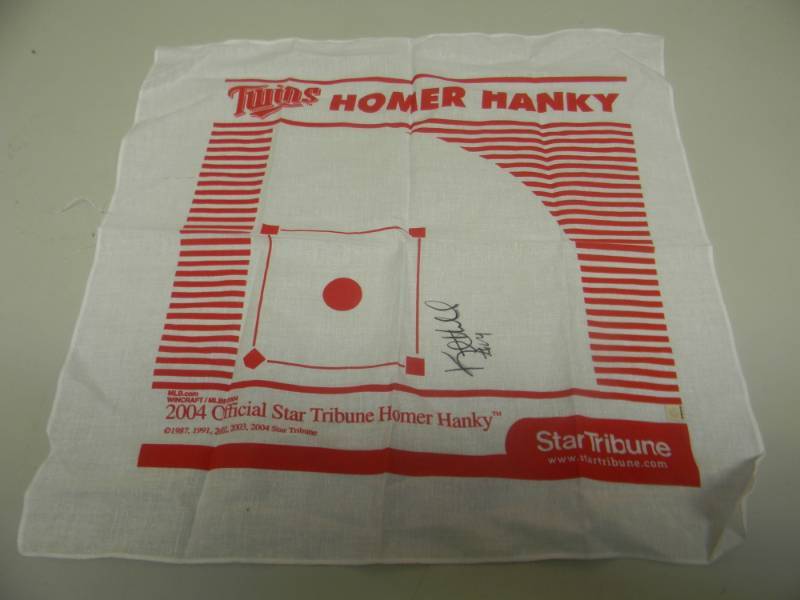 Twins HOMER HANKY
MLB.com
2004 Official Star Tribune Homer Hanky™
©1987, 1991, 2002, 2003, 2004 Star Tribune
StarTribune
www.startribune.com